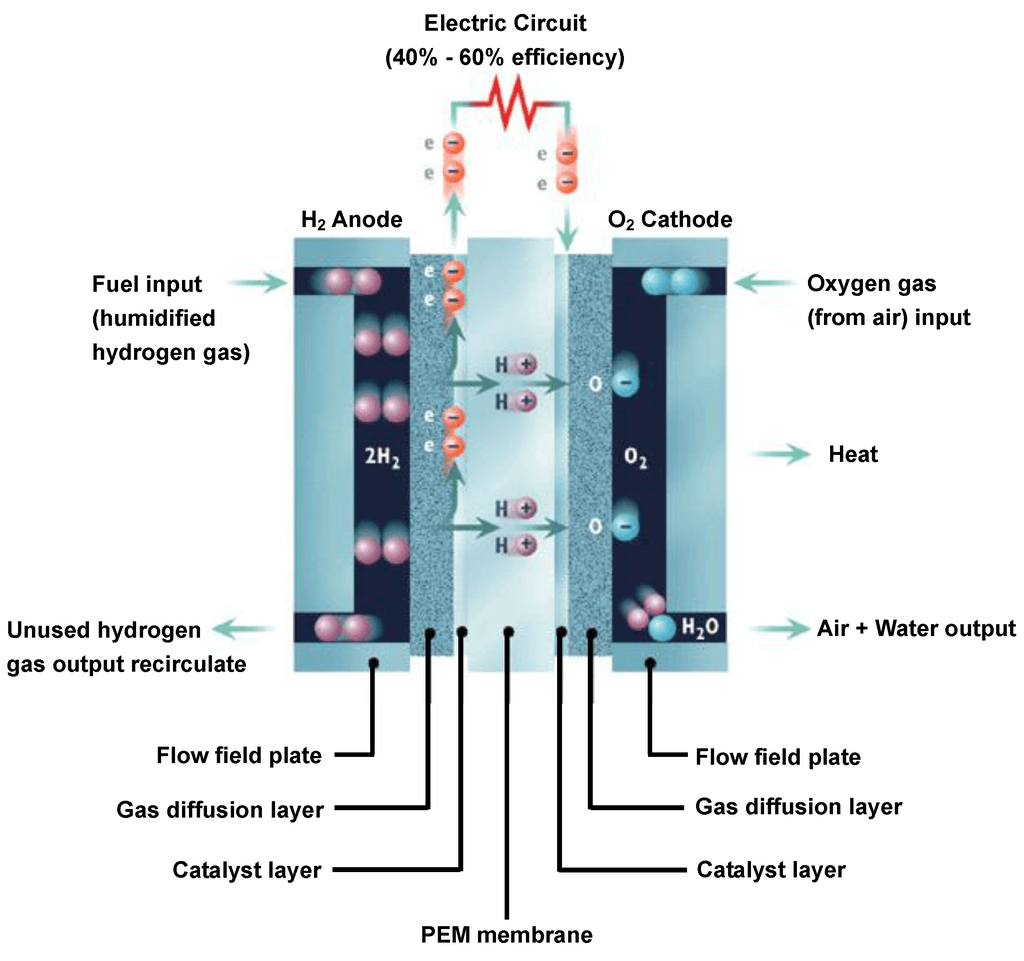 Electric Circuit
(40% - 60% efficiency)
e
e
e
e
H₂ Anode
O₂ Cathode
Fuel input
(humidified
hydrogen gas)
e
e
Oxygen gas
(from air) input
H +
H +
O
e
e
2H₂
O₂
Heat
H +
H +
O
H₂O
Unused hydrogen
gas output recirculate
Air + Water output
Flow field plate
Flow field plate
Gas diffusion layer
Gas diffusion layer
Catalyst layer
Catalyst layer
PEM membrane